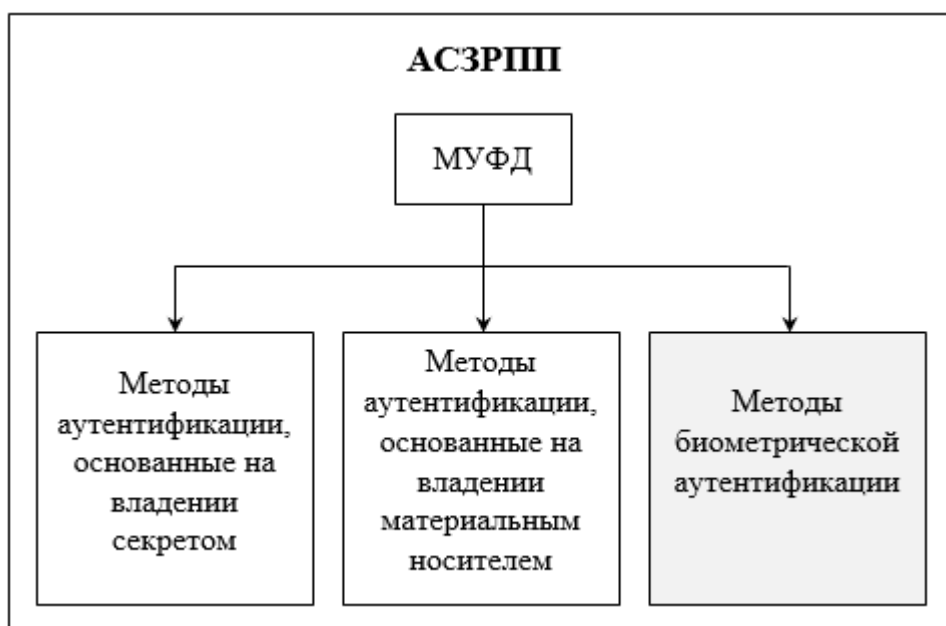 АСЗРПП
МУФД
Методы
аутентификации,
основанные на
владении
секретом
Методы
аутентификации,
основанные на
владении
материальным
носителем
Методы
биометрической
аутентификации